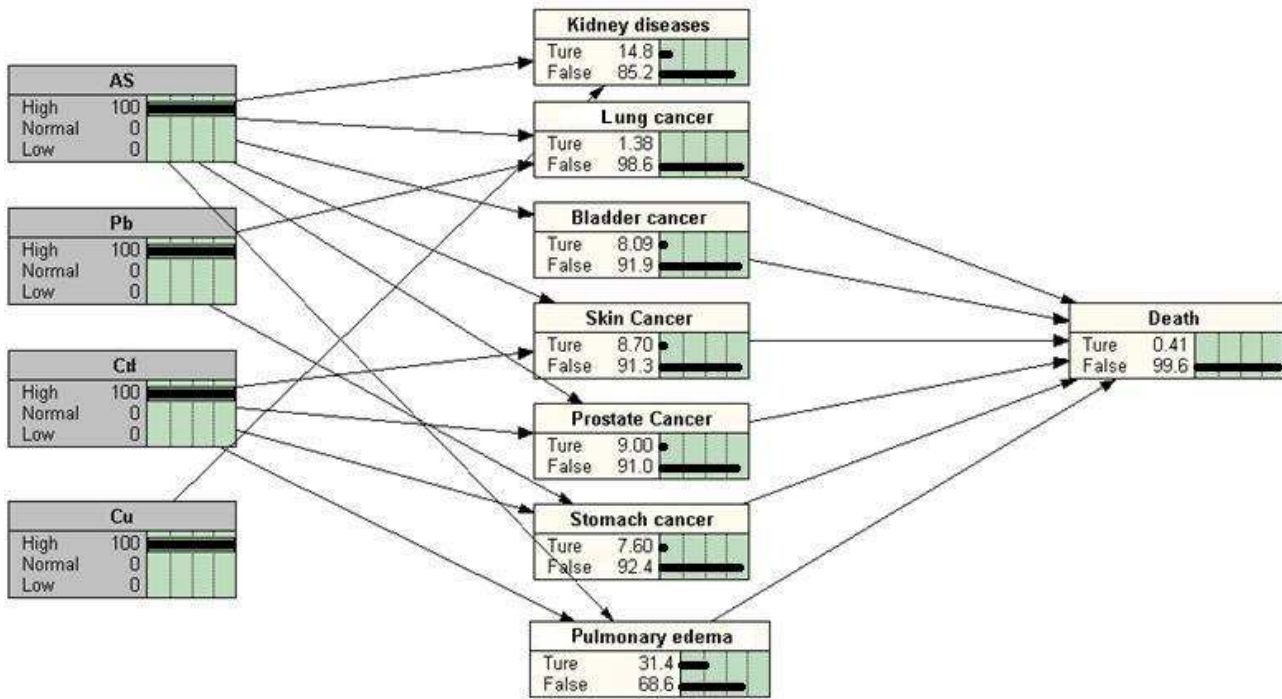 AS
High 100
Normal 0
Low 0
Pb
High 100
Normal 0
Low 0
Cd
High 100
Normal 0
Low 0
Cu
High 100
Normal 0
Low 0
Kidney diseases
Ture 14.8
False 85.2
Lung cancer
Ture 1.38
False 98.6
Bladder cancer
Ture 8.09
False 91.9
Skin Cancer
Ture 8.70
False 91.3
Prostate Cancer
Ture 9.00
False 91.0
Stomach cancer
Ture 7.60
False 92.4
Pulmonary edema
Ture 31.4
False 68.6
Death
Ture 0.41
False 99.6